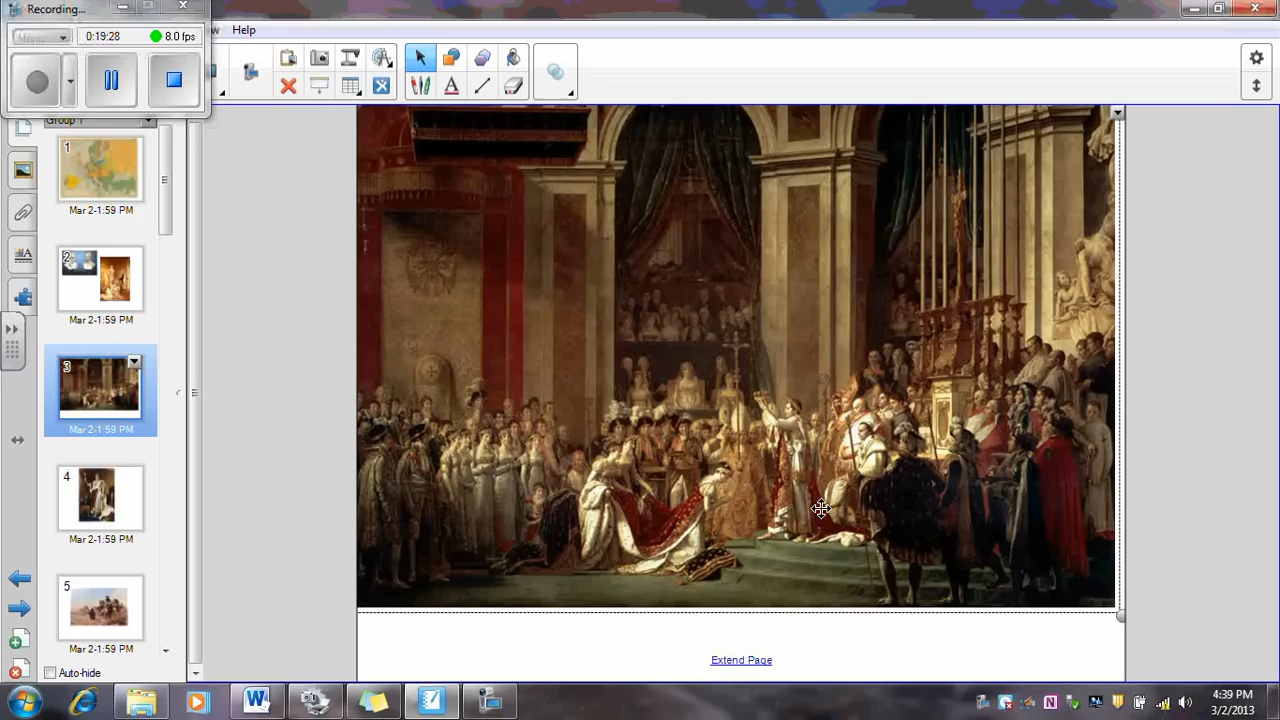 Recording...
Menu
0:19:28
8.0 fps
Help
1
Mar 2-1:59 PM
2
Mar 2-1:59 PM
3
Mar 2-1:59 PM
4
Mar 2-1:59 PM
5
Mar 2-1:59 PM
Auto-hide
Extend Page
4:39 PM
3/2/2013